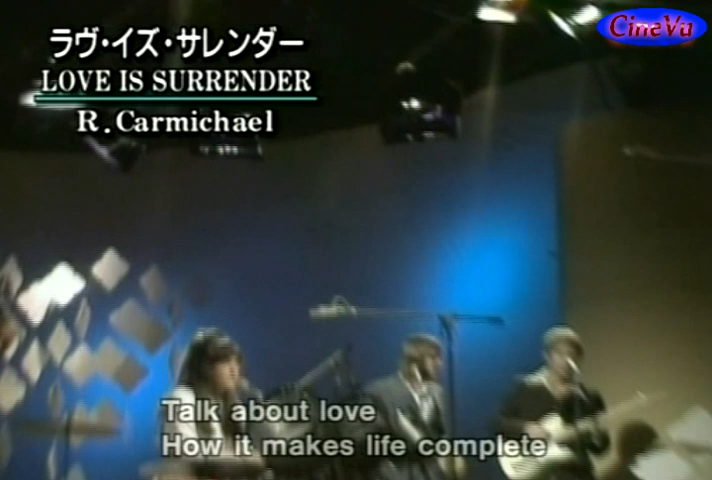 ラヴ・イズ・サレンダー
LOVE IS SURRENDER
R.Carmichael
CineVu
Talk about love
How it makes life complete